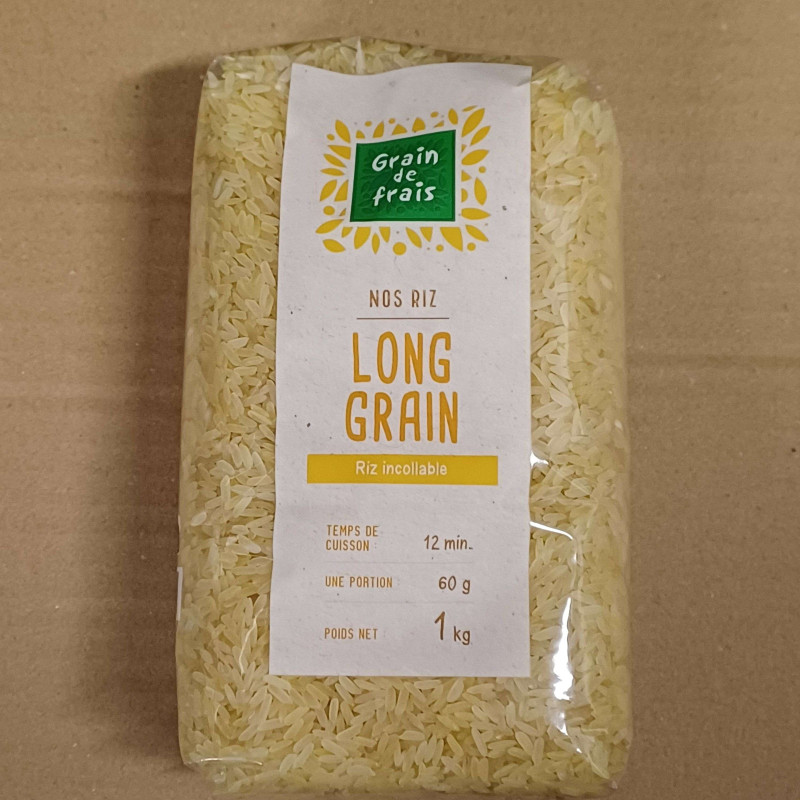 Grain
de
frais
NOS RIZ
LONG
GRAIN
Riz incollable
TEMPS DE
CUISSON : 12 min.
UNE PORTION : 60 g
POIDS NET : 1 kg